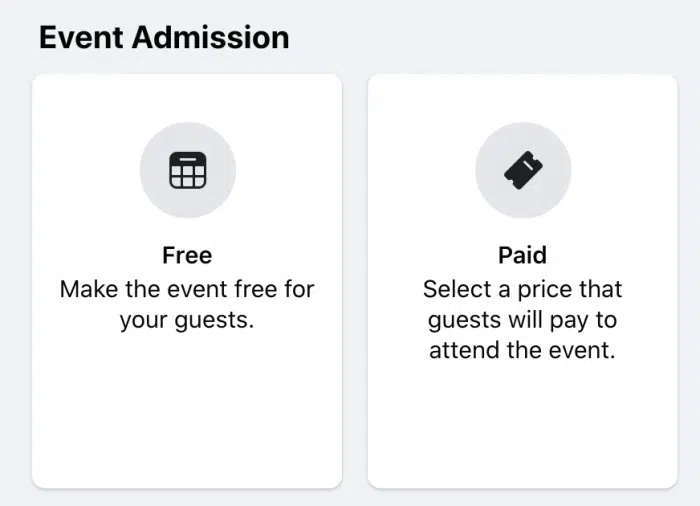 Event Admission
Free
Make the event free for
your guests.
Paid
Select a price that
guests will pay to
attend the event.